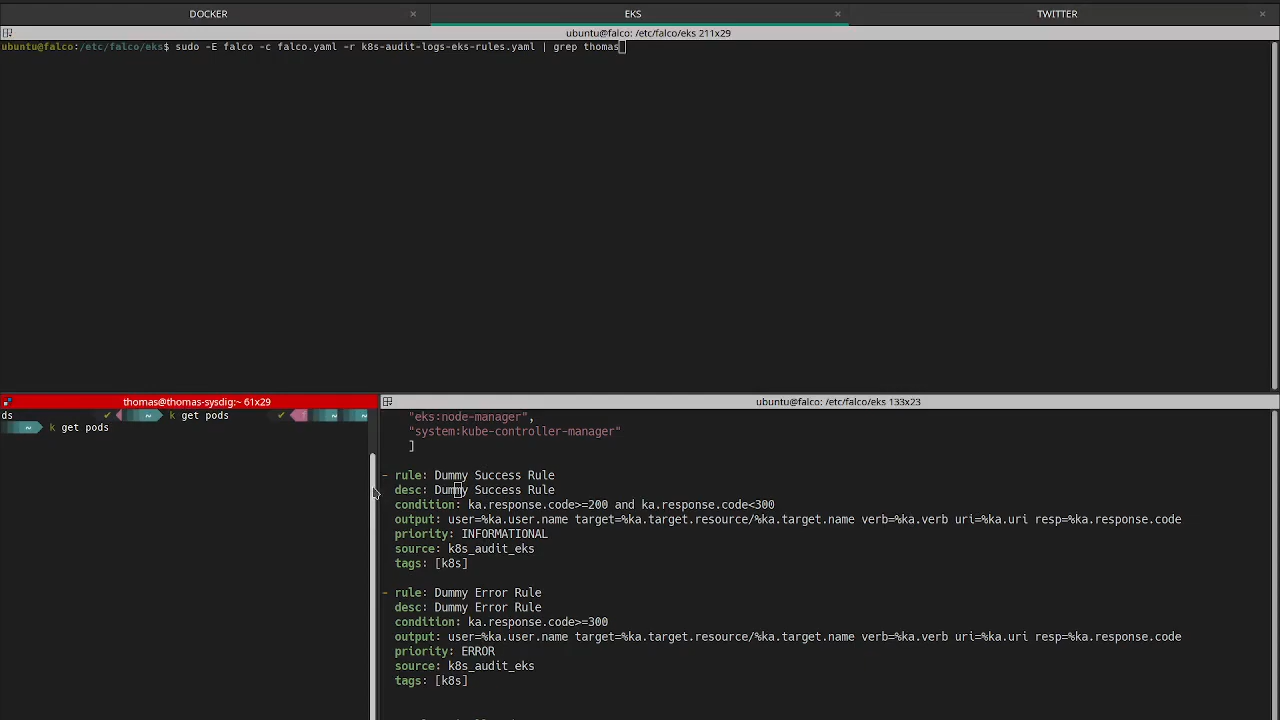 DOCKER × EKS × TWITTER ×
ubuntu@falco: /etc/falco/eks 211x29
ubuntu@falco:/etc/falco/eks$ sudo -E falco -c falco.yaml -r k8s-audit-logs-eks-rules.yaml | grep thomas
thomas@thomas-sysdig:~ 61x29
ds ✓ ~ k get pods ✓ ~ ~
~ k get pods
ubuntu@falco: /etc/falco/eks 133x23
"eks:node-manager",
"system:kube-controller-manager"
]
- rule: Dummy Success Rule
desc: Dummy Success Rule
condition: ka.response.code>=200 and ka.response.code<300
output: user=%ka.user.name target=%ka.target.resource/%ka.target.name verb=%ka.verb uri=%ka.uri resp=%ka.response.code
priority: INFORMATIONAL
source: k8s_audit_eks
tags: [k8s]
- rule: Dummy Error Rule
desc: Dummy Error Rule
condition: ka.response.code>=300
output: user=%ka.user.name target=%ka.target.resource/%ka.target.name verb=%ka.verb uri=%ka.uri resp=%ka.response.code
priority: ERROR
source: k8s_audit_eks
tags: [k8s]